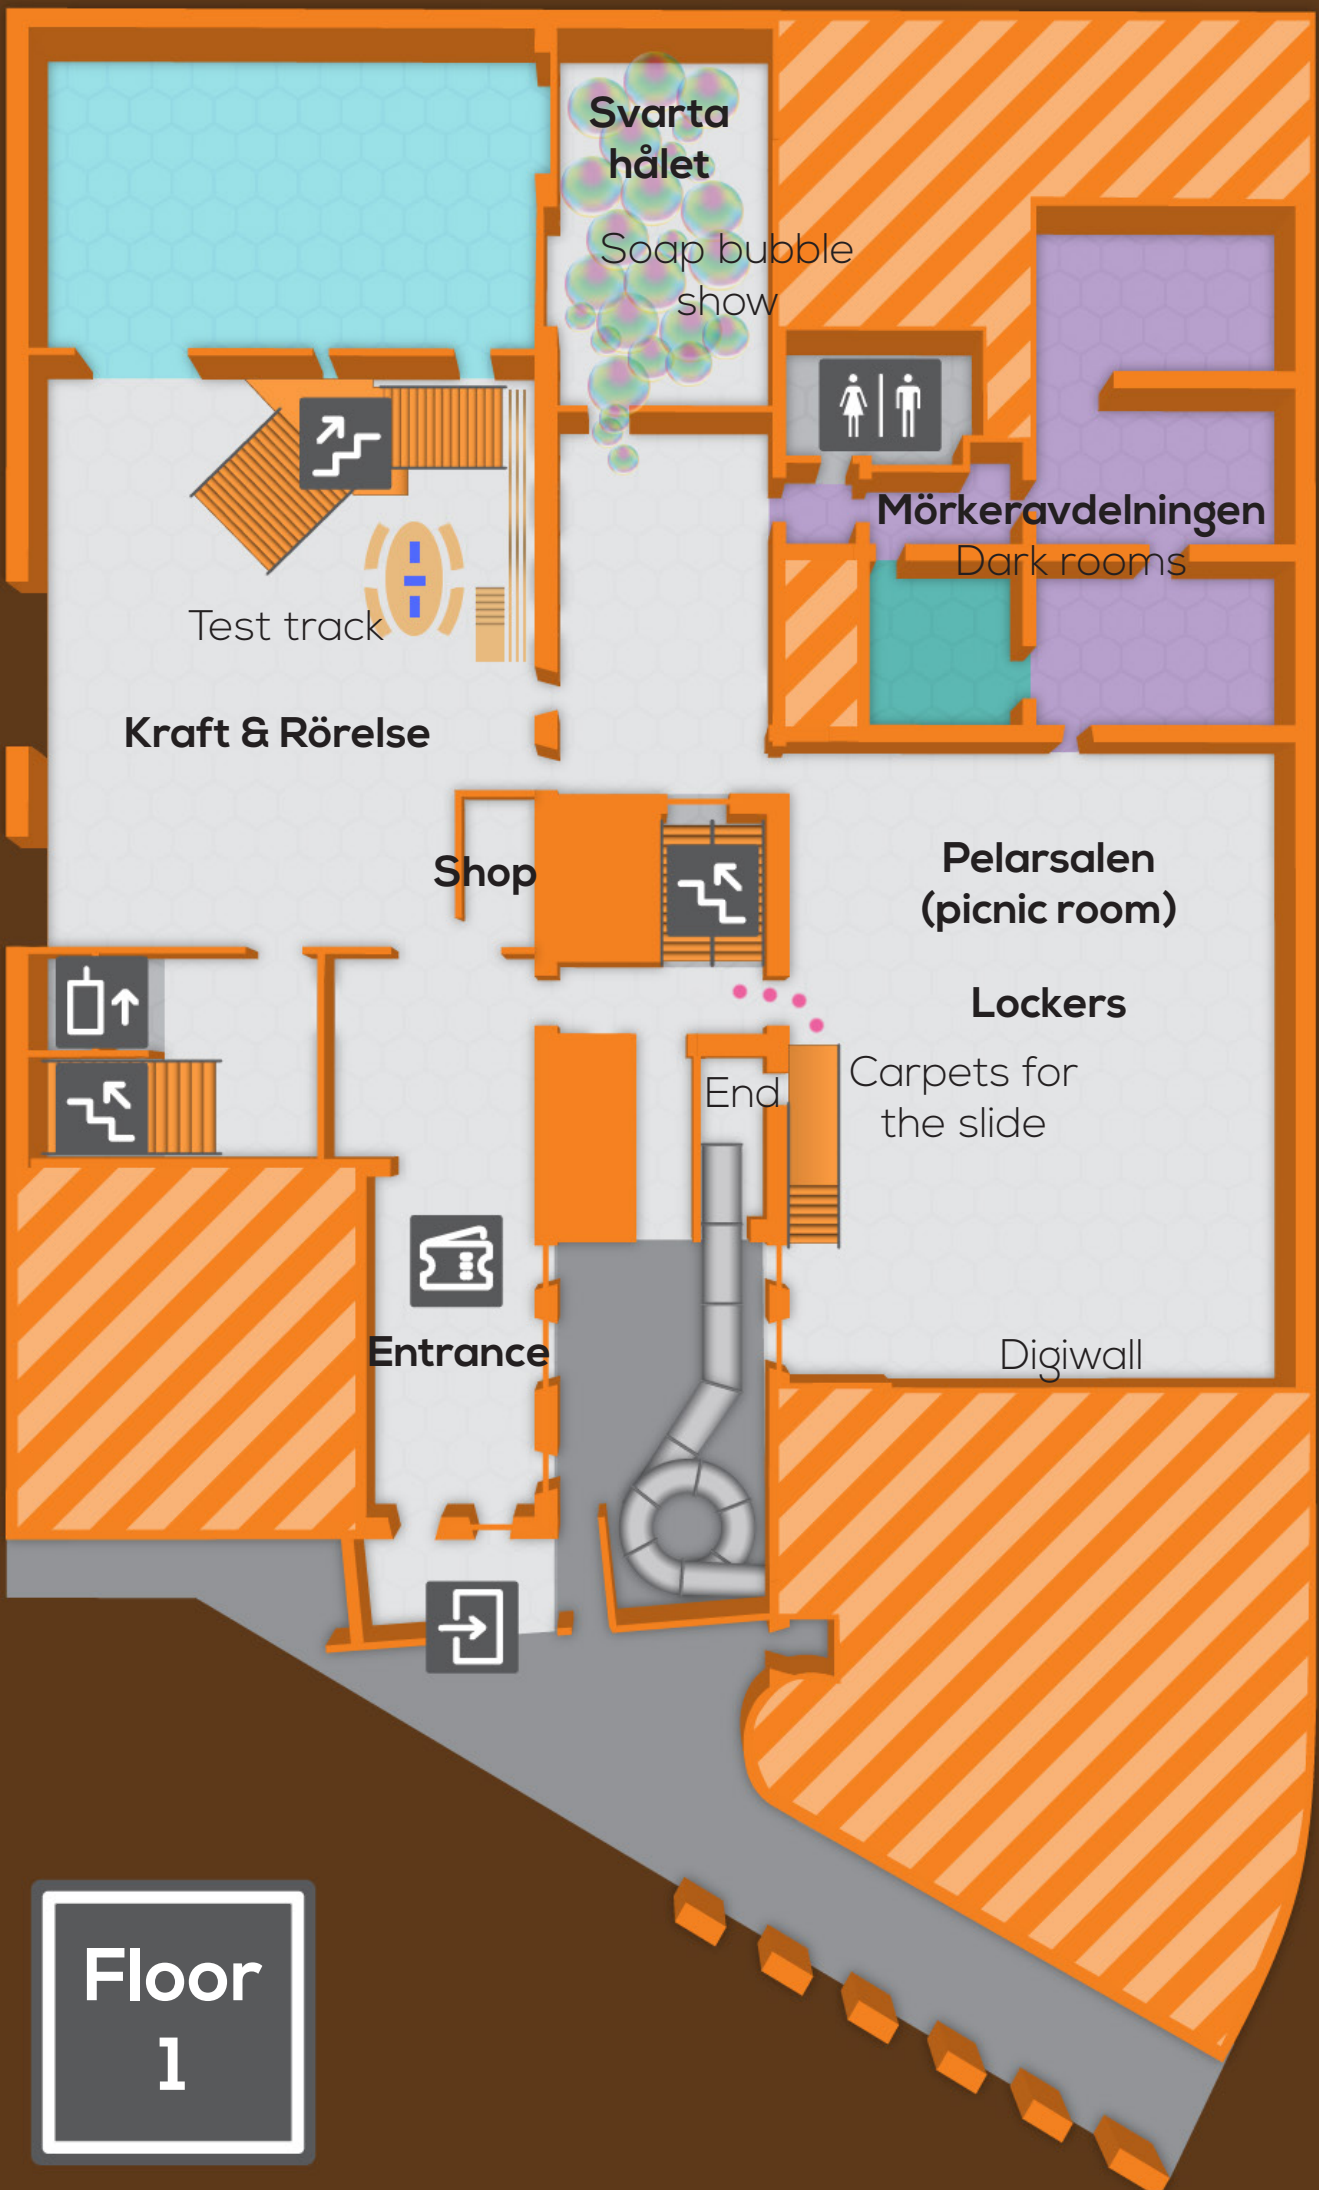 Svarta
hålet
Soap bubble
show
Mörkeravdelningen
Dark rooms
Test track
Kraft & Rörelse
Shop
Pelarsalen
(picnic room)
Lockers
Carpets for
the slide
End
Entrance
Digiwall
Floor
1